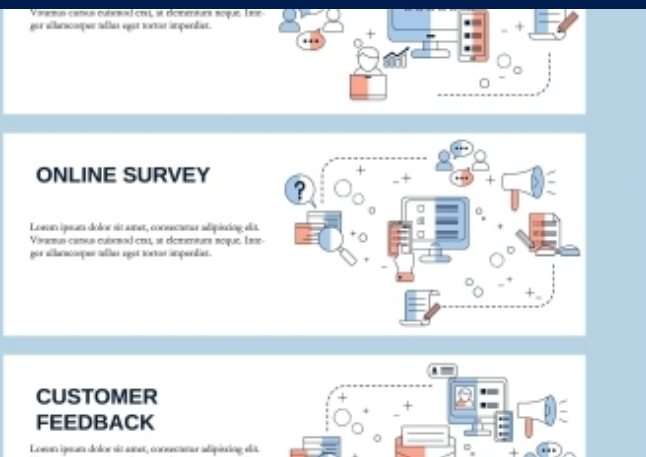 Vivamus cursus euismod erat, at elementum neque. Inte-
ger ullamcorper tellus eget tortor imperdiet.
ONLINE SURVEY
?
Lorem ipsum dolor sit amet, consectetur adipiscing elit.
Vivamus cursus euismod erat, at elementum neque. Inte-
ger ullamcorper tellus eget tortor imperdiet.
CUSTOMER
FEEDBACK
Lorem ipsum dolor sit amet, consectetur adipiscing elit.